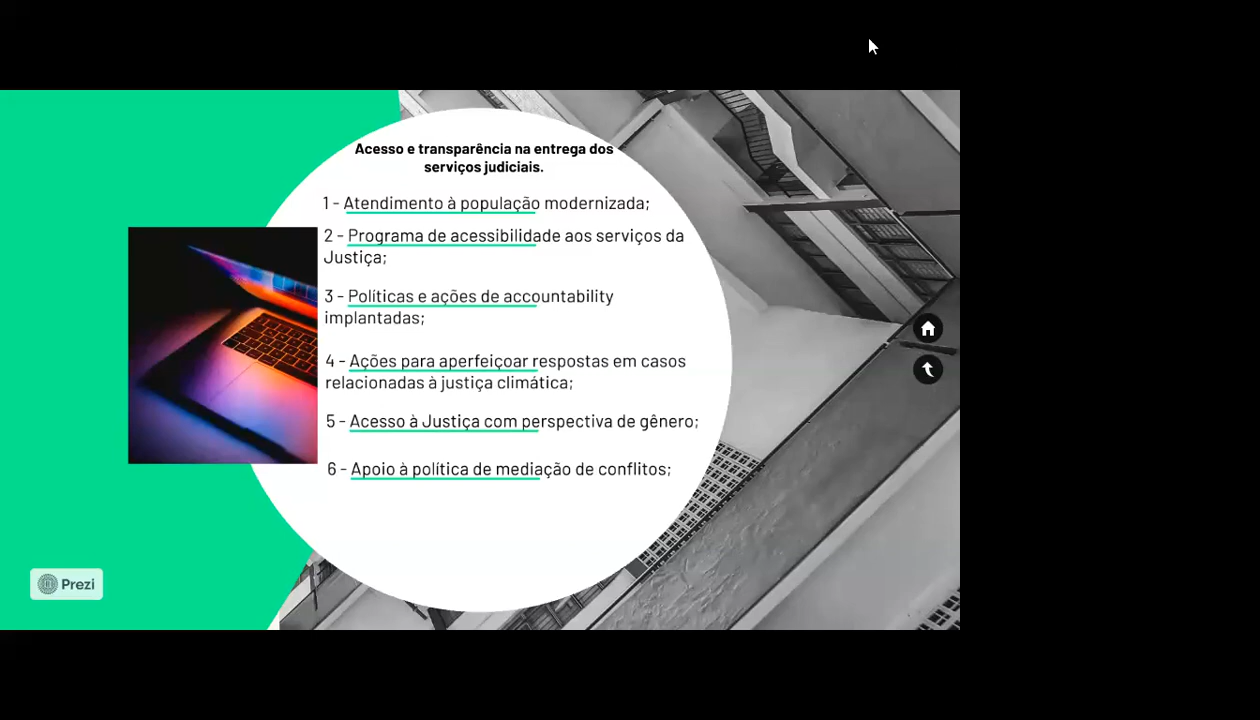 Acesso e transparência na entrega dos
serviços judiciais.
1 - Atendimento à população modernizada;
2 - Programa de acessibilidade aos serviços da
Justiça;
3 - Políticas e ações de accountability
implantadas;
4 - Ações para aperfeiçoar respostas em casos
relacionadas à justiça climática;
5 - Acesso à Justiça com perspectiva de gênero;
6 - Apoio à política de mediação de conflitos;
Prezi